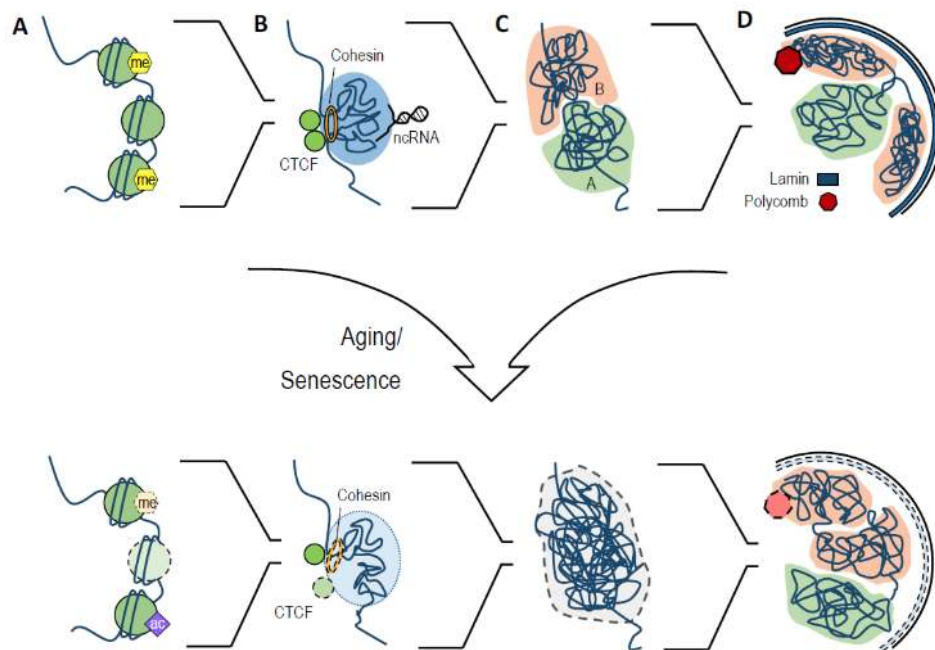 A
B
C
D
me
me
Cohesin
CTCF
ncRNA
B
A
Lamin
Polycomb
Aging/
Senescence
me
ac
Cohesin
CTCF